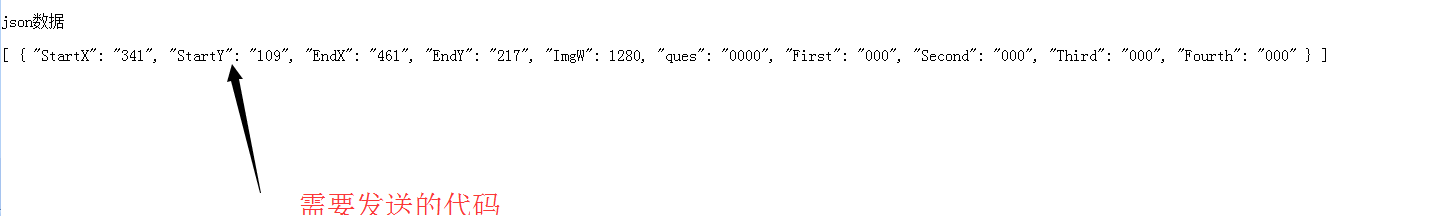 json数据
[ { "StartX": "341", "StartY": "109", "EndX": "461", "EndY": "217", "ImgW": 1280, "ques": "0000", "First": "000", "Second": "000", "Third": "000", "Fourth": "000" } ]
需要发送的代码